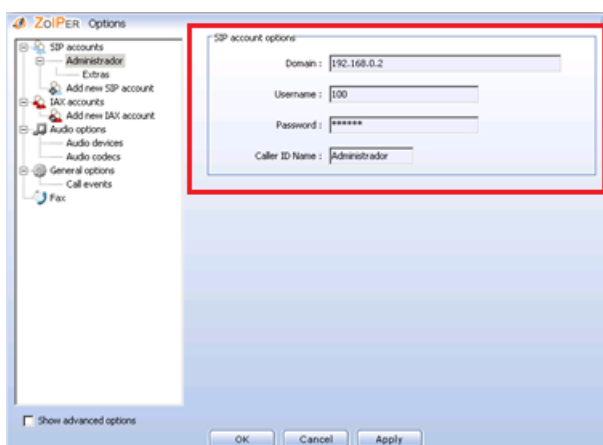 ZoIPER Options
SIP accounts
Administrador
Extras
Add new SIP account
IAX accounts
Add new IAX account
Audio options
Audio devices
Audio codecs
General options
Call events
Fax
Show advanced options
SIP account options
Domain : 192.168.0.2
Username : 100
Password : ******
Caller ID Name : Administrador
OK Cancel Apply